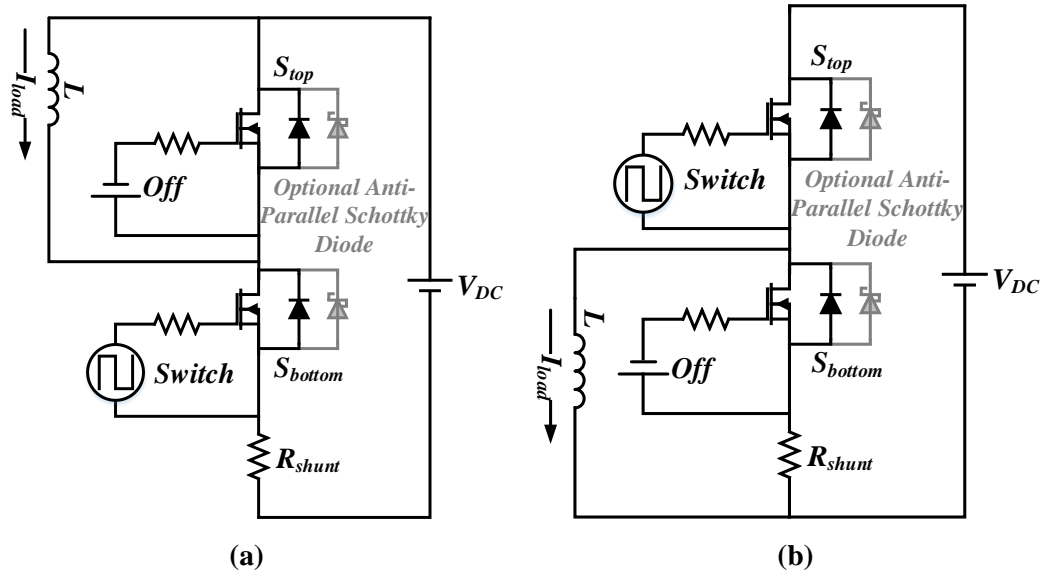 S_top
L
I_load
Off
Optional Anti-
Parallel Schottky
Diode
V_DC
Switch
S_bottom
R_shunt
(a)
S_top
Switch
Optional Anti-
Parallel Schottky
Diode
V_DC
L
I_load
Off
S_bottom
R_shunt
(b)